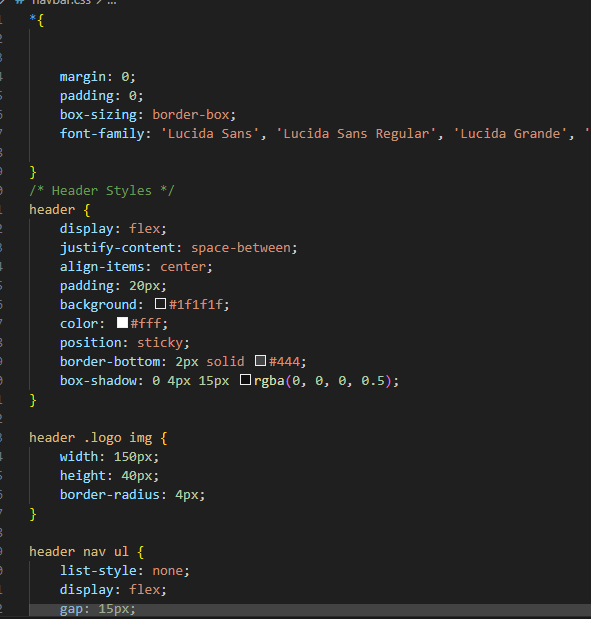 navbar.css > ...
*{
margin: 0;
padding: 0;
box-sizing: border-box;
font-family: 'Lucida Sans', 'Lucida Sans Regular', 'Lucida Grande', '
}
/* Header Styles */
header {
display: flex;
justify-content: space-between;
align-items: center;
padding: 20px;
background: #1f1f1f;
color: #fff;
position: sticky;
border-bottom: 2px solid #444;
box-shadow: 0 4px 15px rgba(0, 0, 0, 0.5);
}
header .logo img {
width: 150px;
height: 40px;
border-radius: 4px;
}
header nav ul {
list-style: none;
display: flex;
gap: 15px;